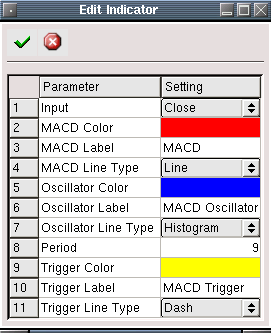 Edit Indicator
Parameter Setting
1 Input Close
2 MACD Color
3 MACD Label MACD
4 MACD Line Type Line
5 Oscillator Color
6 Oscillator Label MACD Oscillator
7 Oscillator Line Type Histogram
8 Period 9
9 Trigger Color
10 Trigger Label MACD Trigger
11 Trigger Line Type Dash